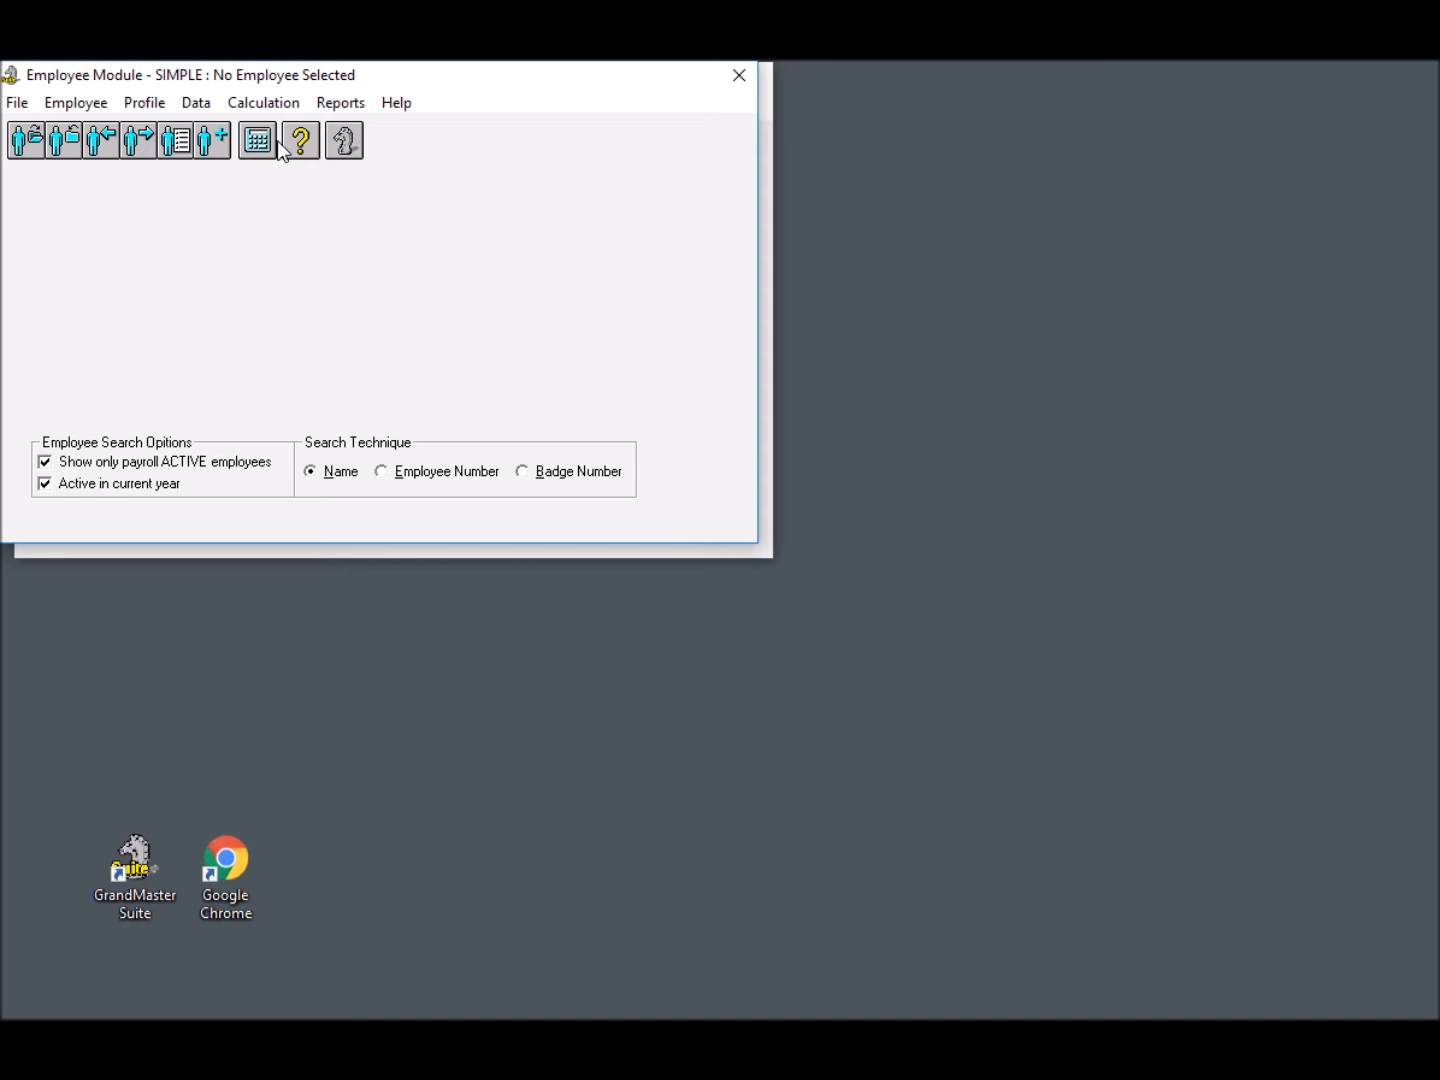 Employee Module - SIMPLE : No Employee Selected
File Employee Profile Data Calculation Reports Help
Employee Search Opitions Search Technique
Show only payroll ACTIVE employees
Name Employee Number Badge Number
Active in current year
Suite
GrandMaster Suite
Google Chrome